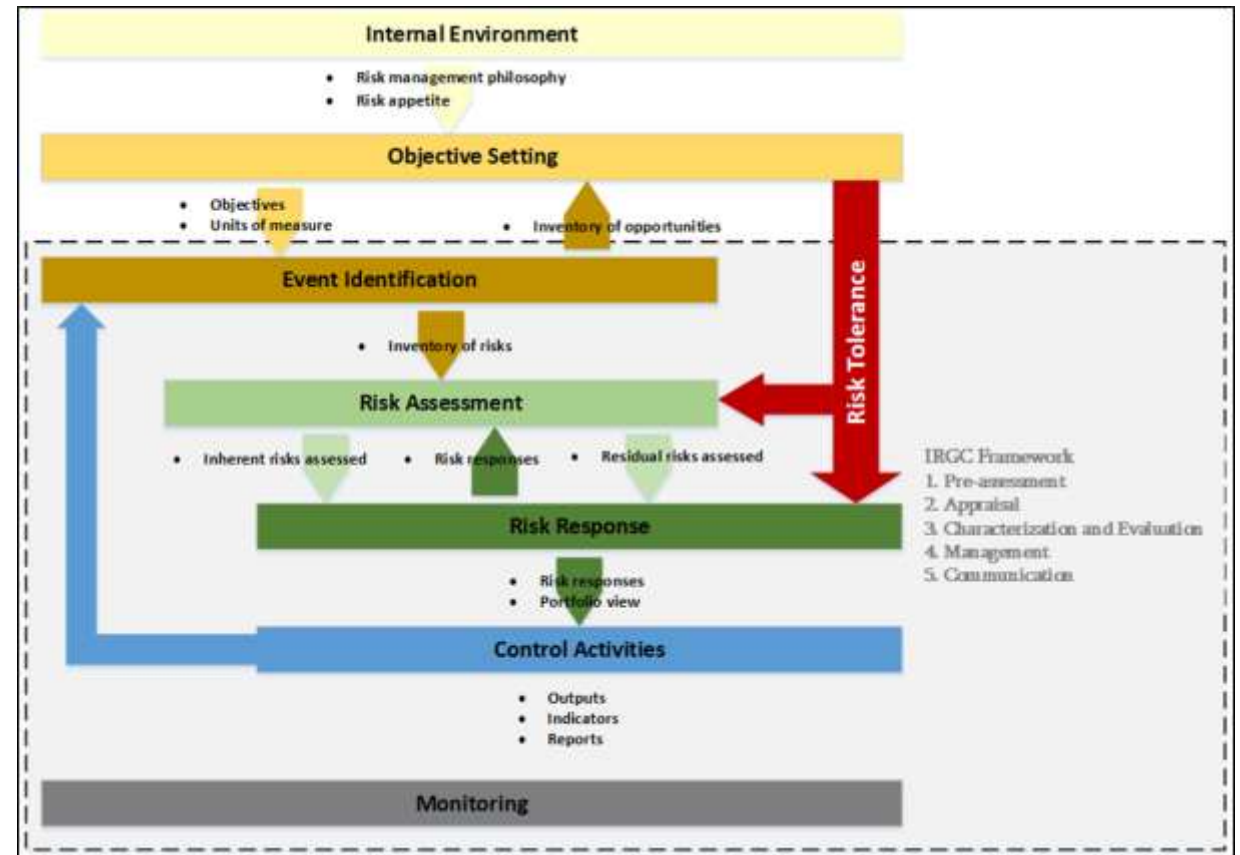 Internal Environment
• Risk management philosophy
• Risk appetite
Objective Setting
• Objectives
• Units of measure
• Inventory of opportunities
Event Identification
• Inventory of risks
Risk Tolerance
Risk Assessment
• Inherent risks assessed
• Risk responses
• Residual risks assessed
IRGC Framework
1. Pre-assessment
2. Appraisal
3. Characterization and Evaluation
4. Management
5. Communication
Risk Response
• Risk responses
• Portfolio view
Control Activities
• Outputs
• Indicators
• Reports
Monitoring